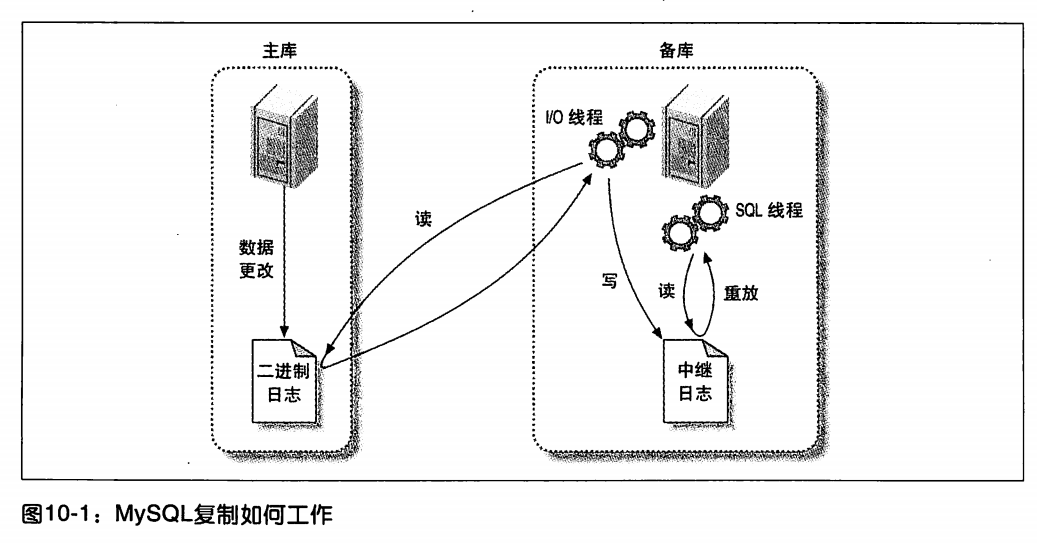 主库
备库
I/O 线程
读
SQL 线程
数据
更改
写
读
重放
二进制
日志
中继
日志
图10-1：MySQL复制如何工作